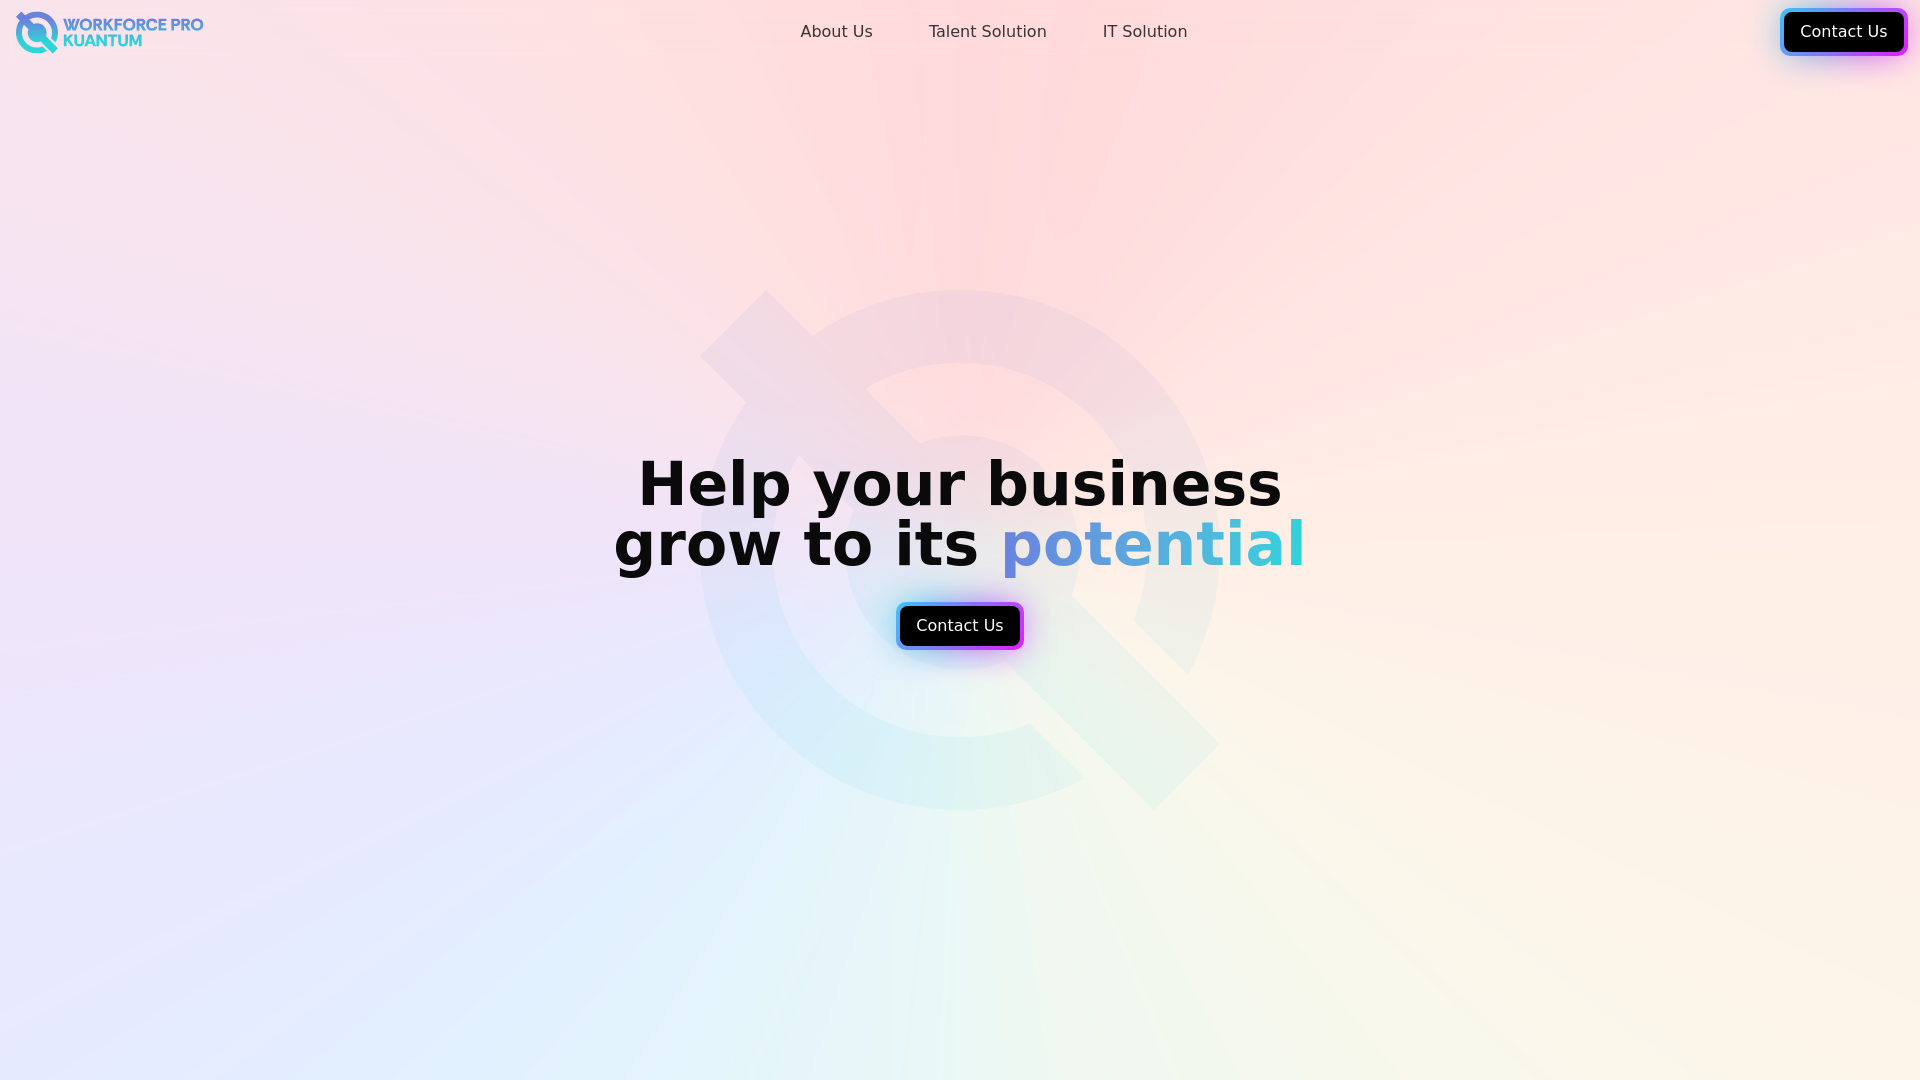 WORKFORCE PRO
KUANTUM
About Us
Talent Solution
IT Solution
Contact Us
Help your business
grow to its potential
Contact Us